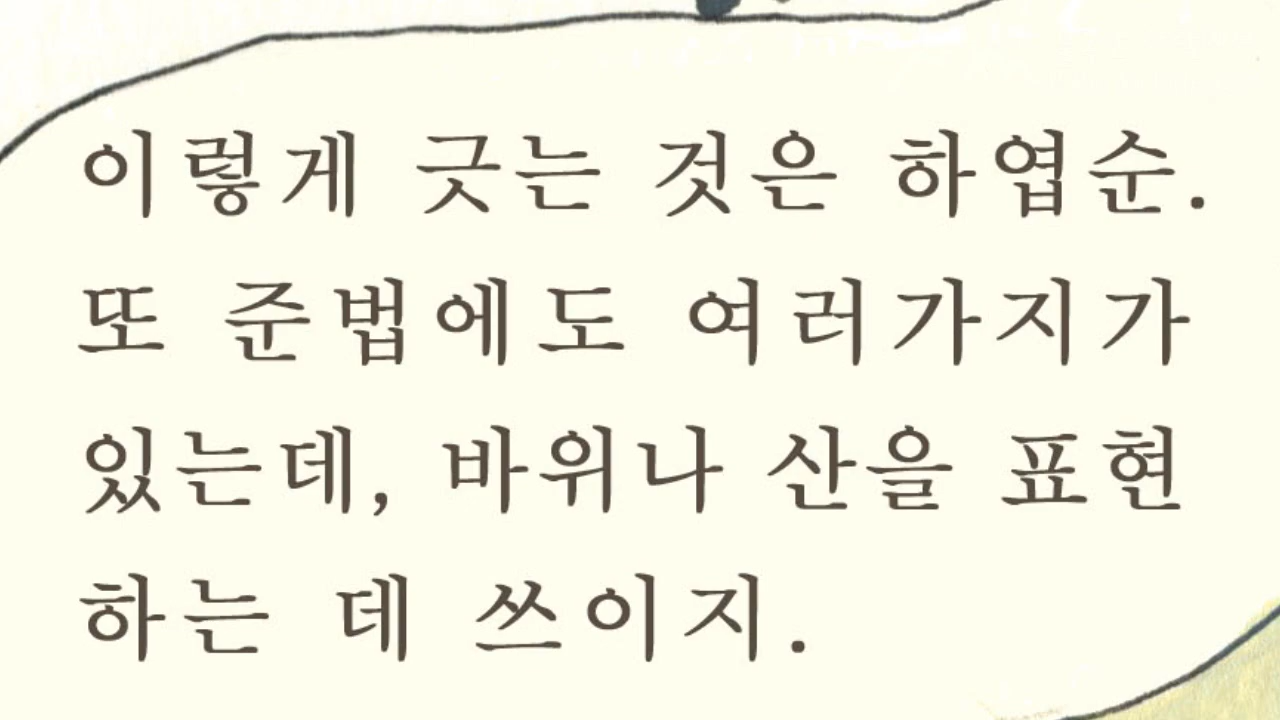 이렇게 긋는 것은 하엽순.
또 준법에도 여러가지가
있는데, 바위나 산을 표현
하는 데 쓰이지.